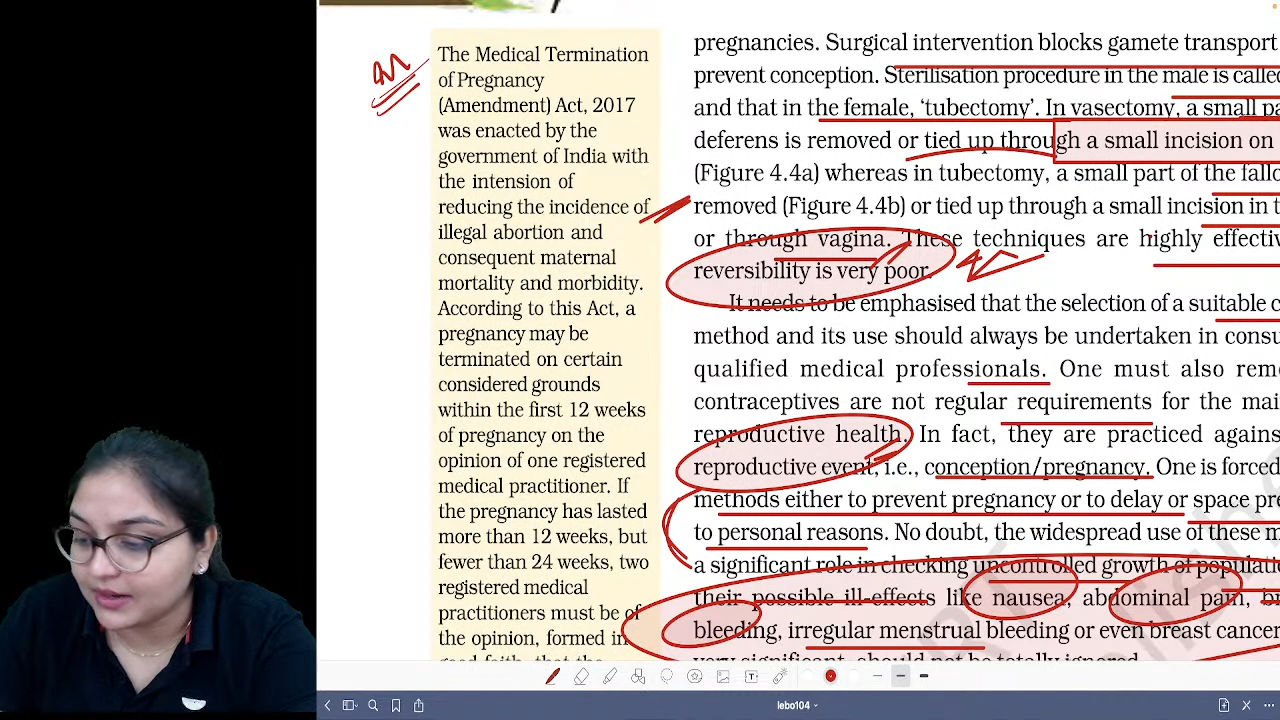 The Medical Termination
of Pregnancy
(Amendment) Act, 2017
was enacted by the
government of India with
the intension of
reducing the incidence of
illegal abortion and
consequent maternal
mortality and morbidity.
According to this Act, a
pregnancy may be
terminated on certain
considered grounds
within the first 12 weeks
of pregnancy on the
opinion of one registered
medical practitioner. If
the pregnancy has lasted
more than 12 weeks, but
fewer than 24 weeks, two
registered medical
practitioners must be of
the opinion, formed in
good faith, that the
pregnancies. Surgical intervention blocks gamete transport
prevent conception. Sterilisation procedure in the male is called
and that in the female, ‘tubectomy’. In vasectomy, a small
deferens is removed or tied up through a small incision on
(Figure 4.4a) whereas in tubectomy, a small part of the
removed (Figure 4.4b) or tied up through a small incision in
or through vagina. These techniques are highly
reversibility is very poor.
It needs to be emphasised that the selection of a suitable
method and its use should always be undertaken in
qualified medical professionals. One must also
contraceptives are not regular requirements for the
reproductive health. In fact, they are practiced
reproductive event, i.e., conception/pregnancy. One is forced
methods either to prevent pregnancy or to delay or space
to personal reasons. No doubt, the widespread use of these
a significant role in checking uncontrolled growth of
their possible ill-effects like nausea, abdominal pain,
bleeding, irregular menstrual bleeding or even breast cancer
very significant, should not be totally ignored.
lebo104